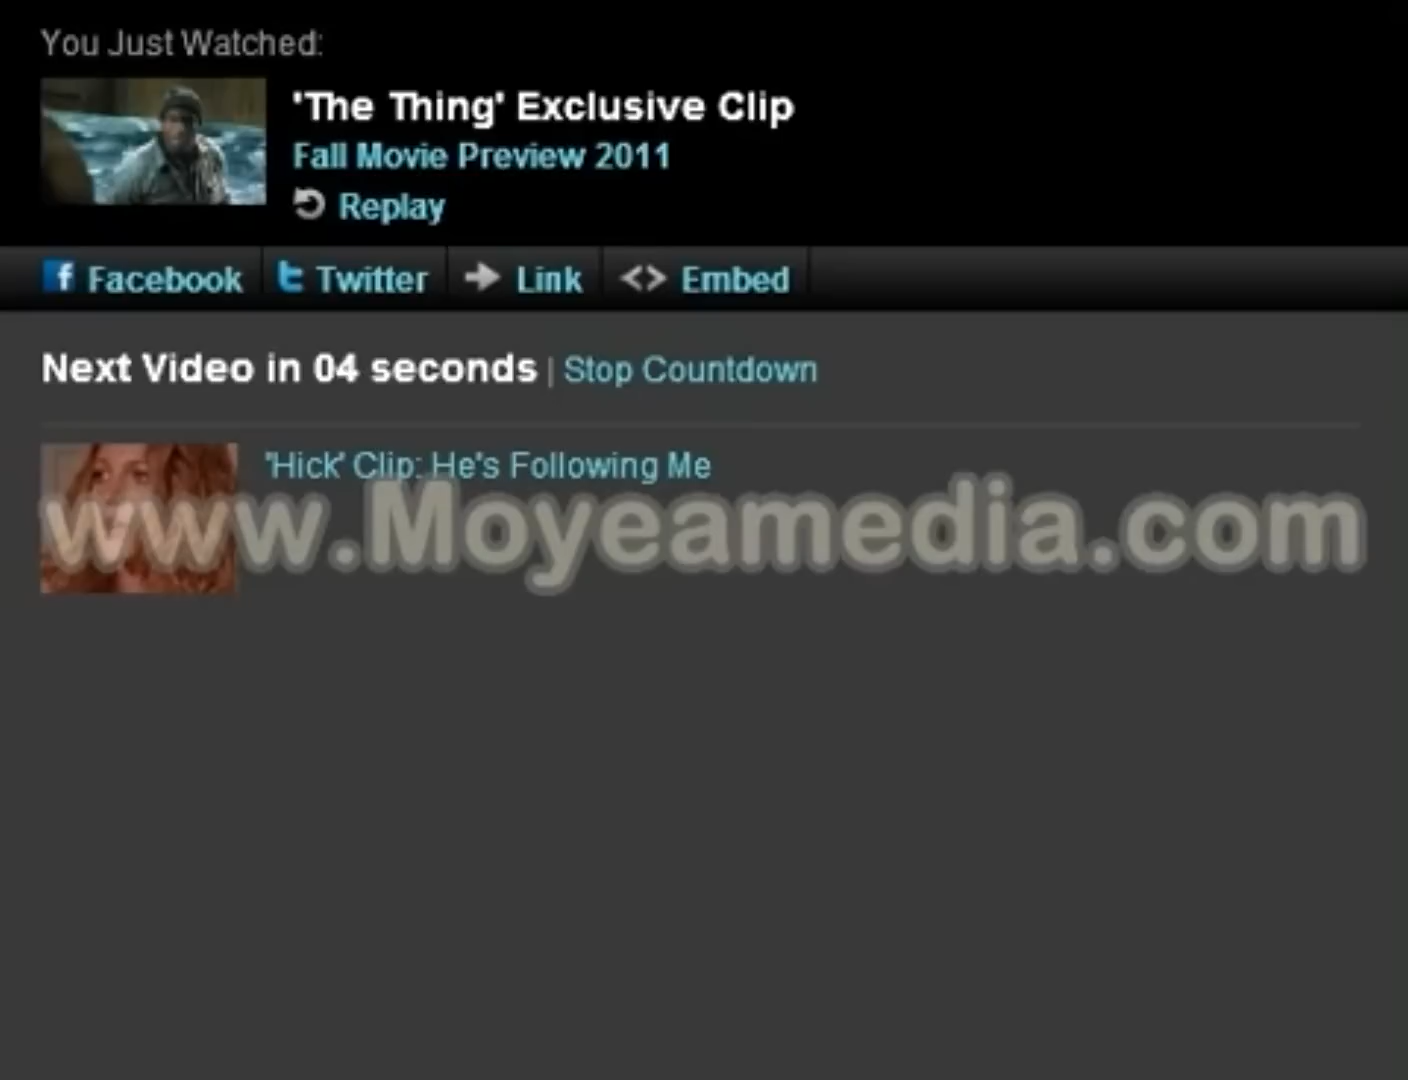 You Just Watched:
'The Thing' Exclusive Clip
Fall Movie Preview 2011
Replay
Facebook Twitter Link Embed
Next Video in 04 seconds | Stop Countdown
'Hick' Clip: He's Following Me
www.Moyeamedia.com